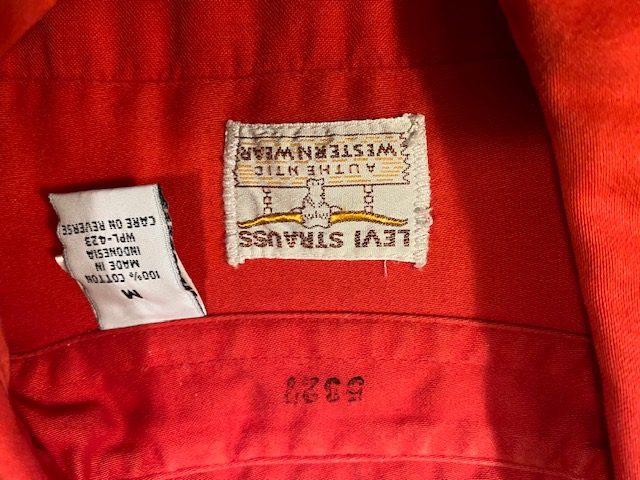 LEVI STRAUSS
AUTHENTIC
WESTERN WEAR
M
100% COTTON
MADE IN
INDONESIA
WPL-423
CARE ON REVERSE